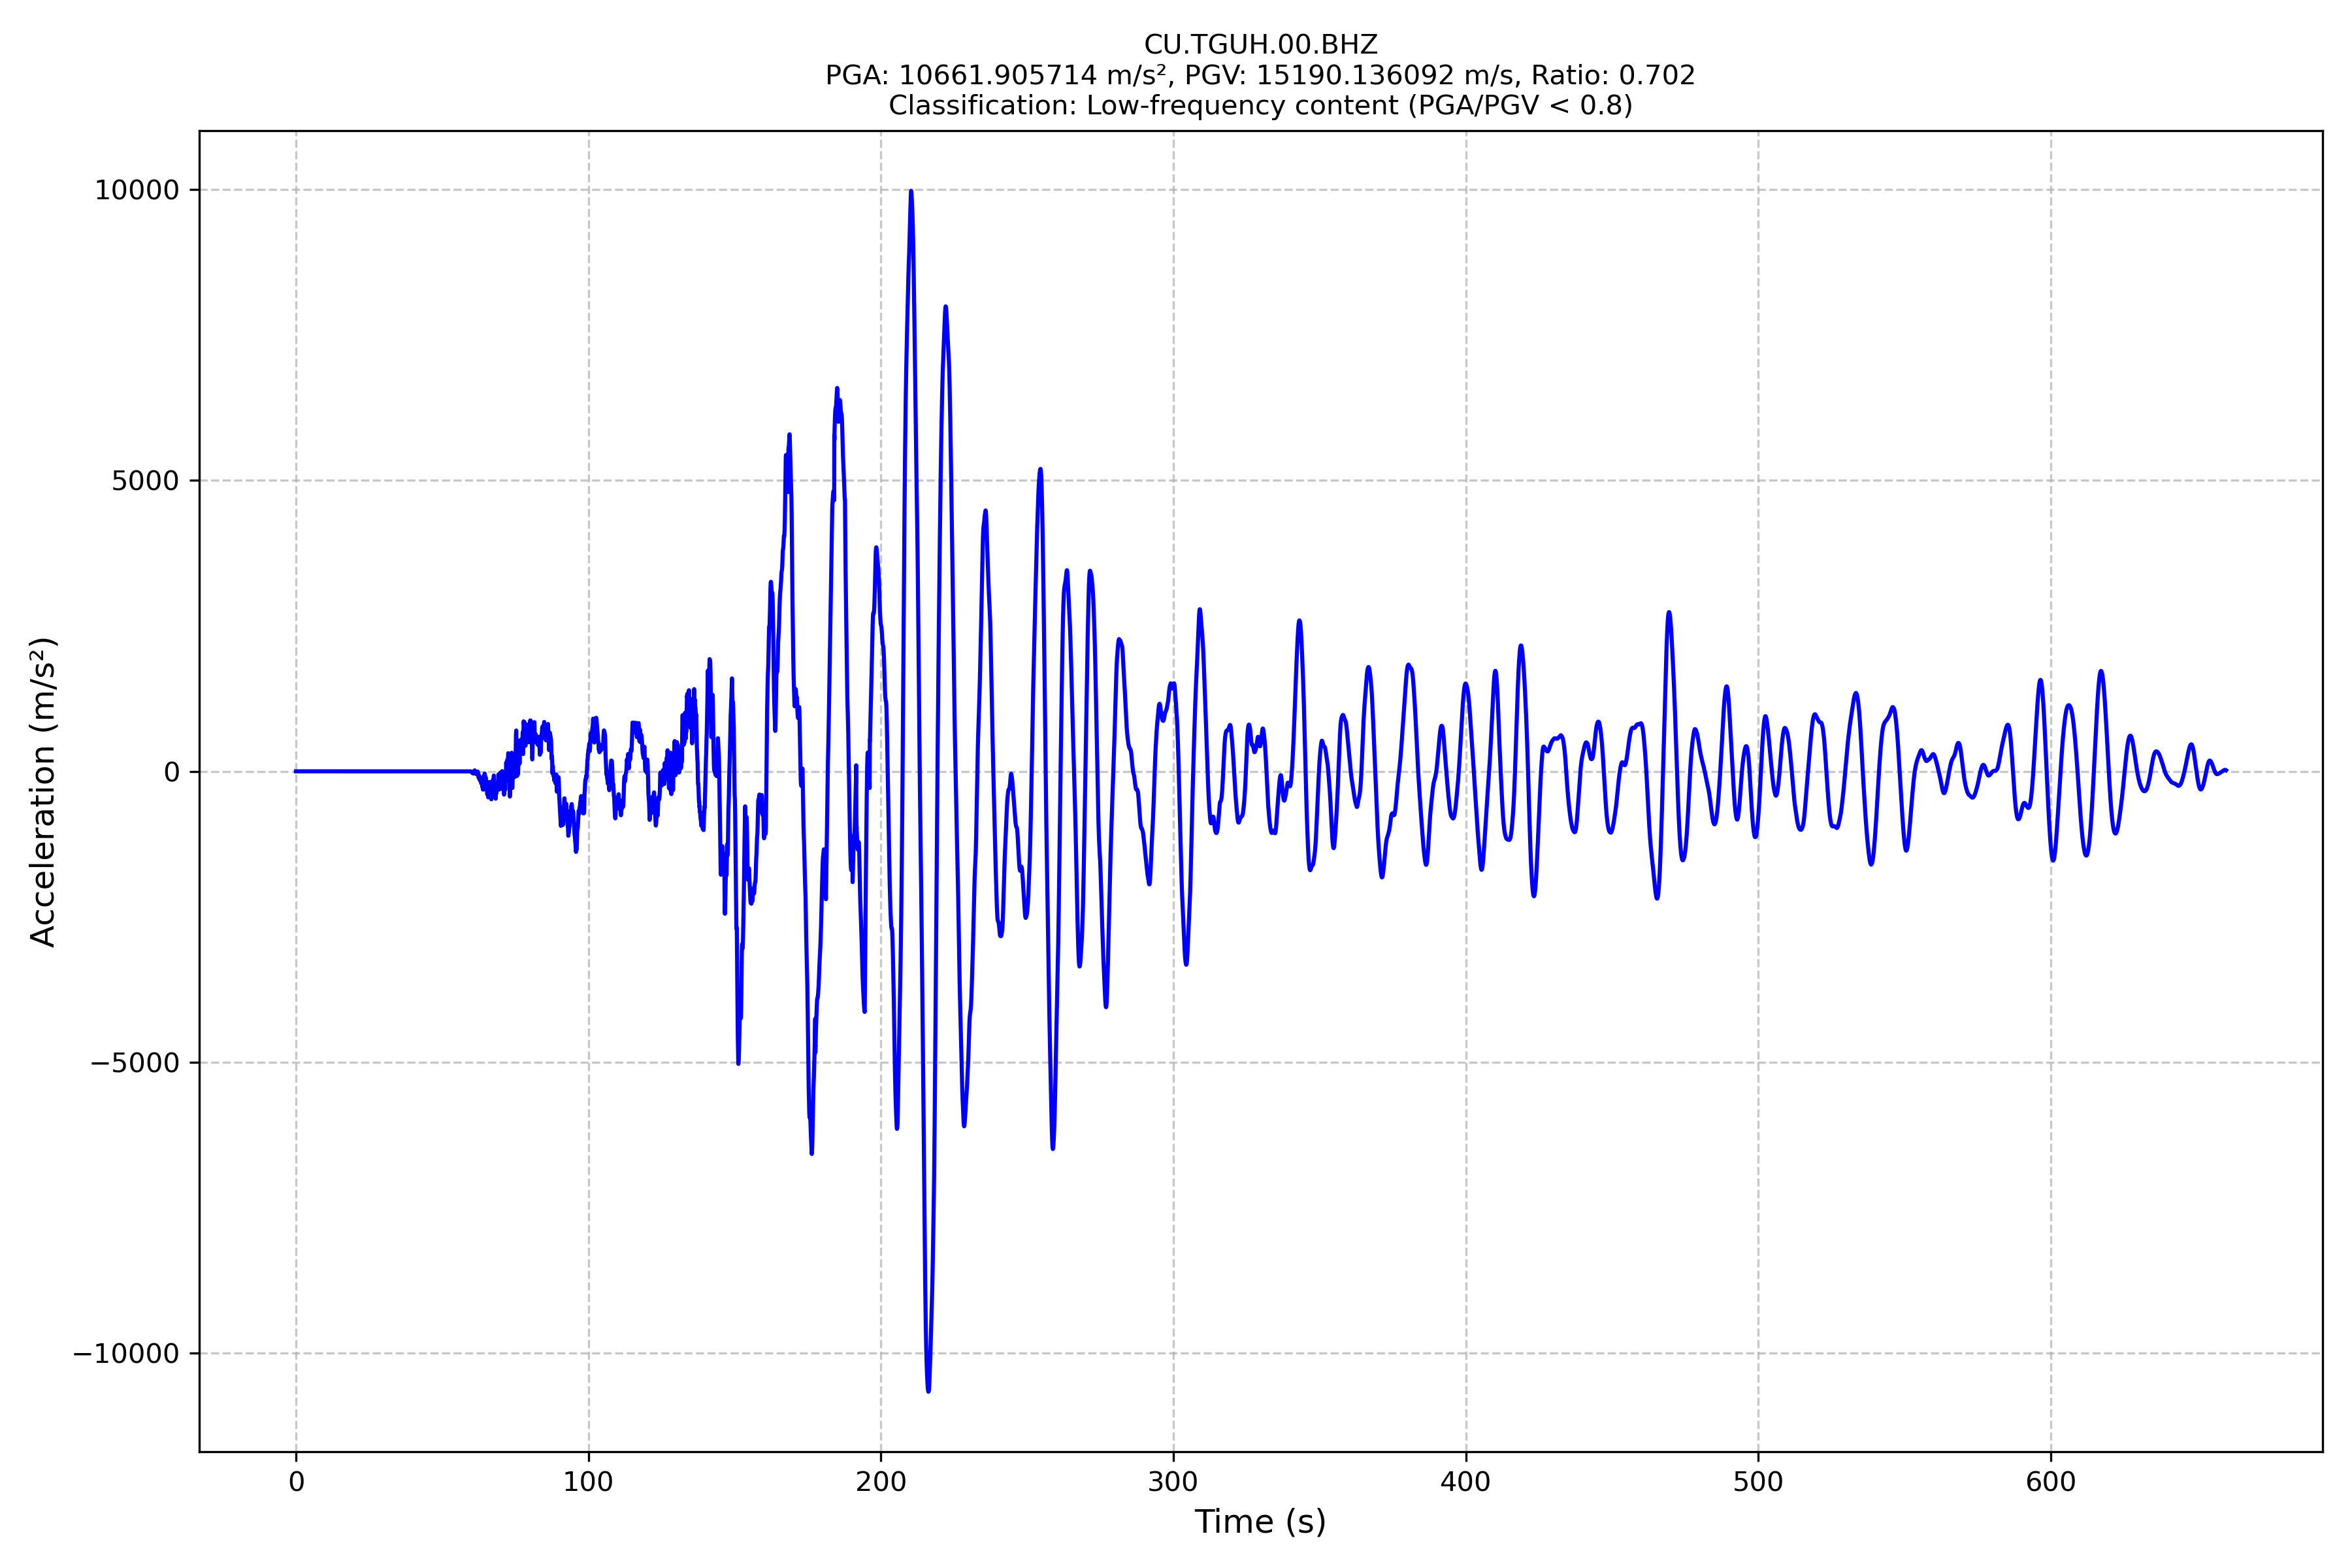 CU.TGUH.00.BHZ
PGA: 10661.905714 m/s², PGV: 15190.136092 m/s, Ratio: 0.702
Classification: Low-frequency content (PGA/PGV < 0.8)
10000
5000
0
−5000
−10000
Acceleration (m/s²)
0 100 200 300 400 500 600
Time (s)